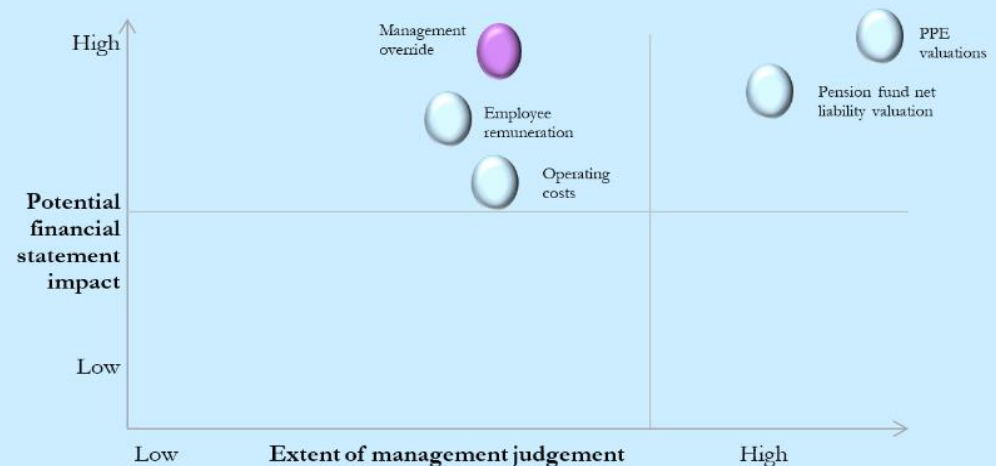 High
Management
override
PPE
valuations
Pension fund net
liability valuation
Employee
remuneration
Operating
costs
Potential
financial
statement
impact
Low
Low
Extent of management judgement
High